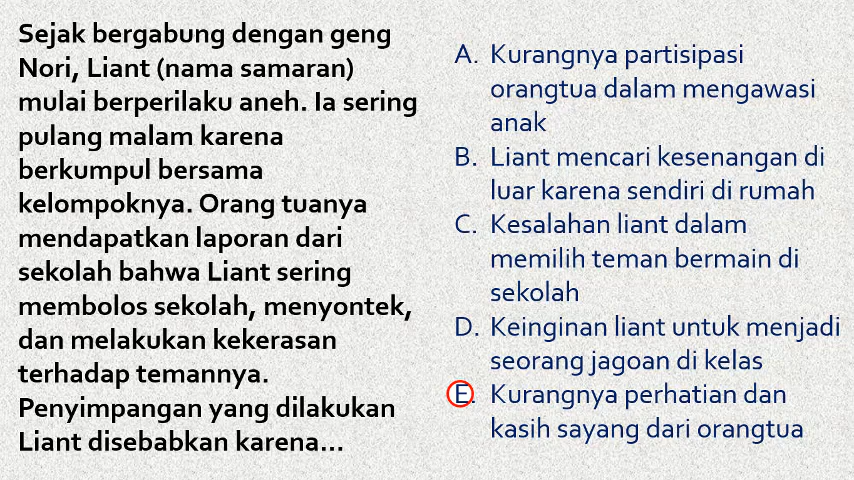 Sejak bergabung dengan geng
Nori, Liant (nama samaran)
mulai berperilaku aneh. Ia sering
pulang malam karena
berkumpul bersama
kelompoknya. Orang tuanya
mendapatkan laporan dari
sekolah bahwa Liant sering
membolos sekolah, menyontek,
dan melakukan kekerasan
terhadap temannya.
Penyimpangan yang dilakukan
Liant disebabkan karena...
A. Kurangnya partisipasi
orangtua dalam mengawasi
anak
B. Liant mencari kesenangan di
luar karena sendiri di rumah
C. Kesalahan liant dalam
memilih teman bermain di
sekolah
D. Keinginan liant untuk menjadi
seorang jagoan di kelas
E. Kurangnya perhatian dan
kasih sayang dari orangtua